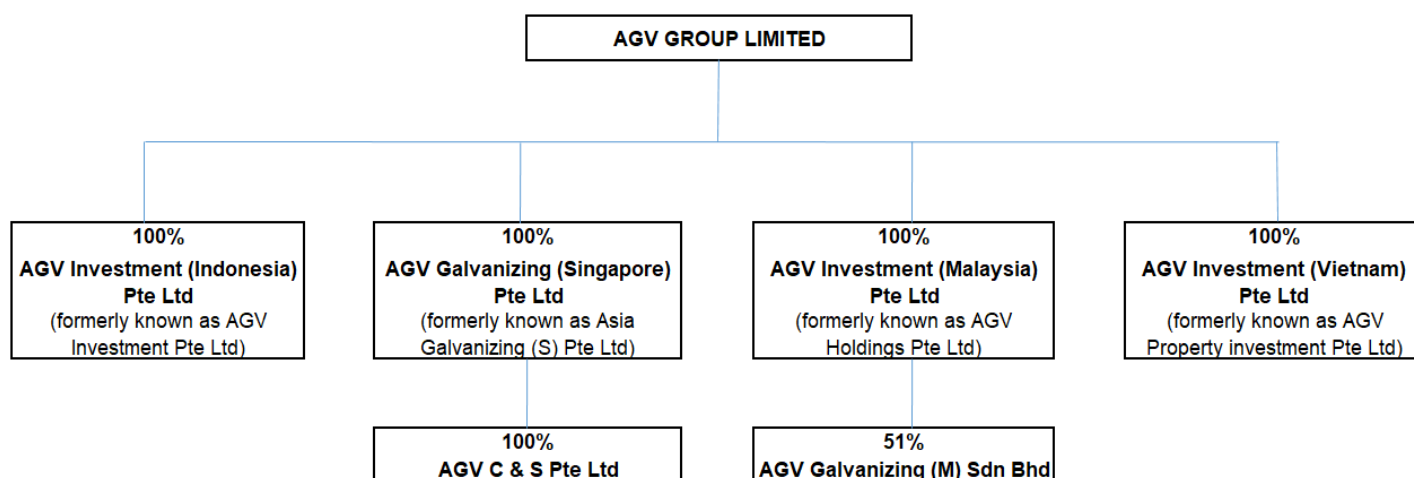 AGV GROUP LIMITED
100%
AGV Investment (Indonesia)
Pte Ltd
(formerly known as AGV
Investment Pte Ltd)
100%
AGV Galvanizing (Singapore)
Pte Ltd
(formerly known as Asia
Galvanizing (S) Pte Ltd)
100%
AGV Investment (Malaysia)
Pte Ltd
(formerly known as AGV
Holdings Pte Ltd)
100%
AGV Investment (Vietnam)
Pte Ltd
(formerly known as AGV
Property investment Pte Ltd)
100%
AGV C & S Pte Ltd
51%
AGV Galvanizing (M) Sdn Bhd